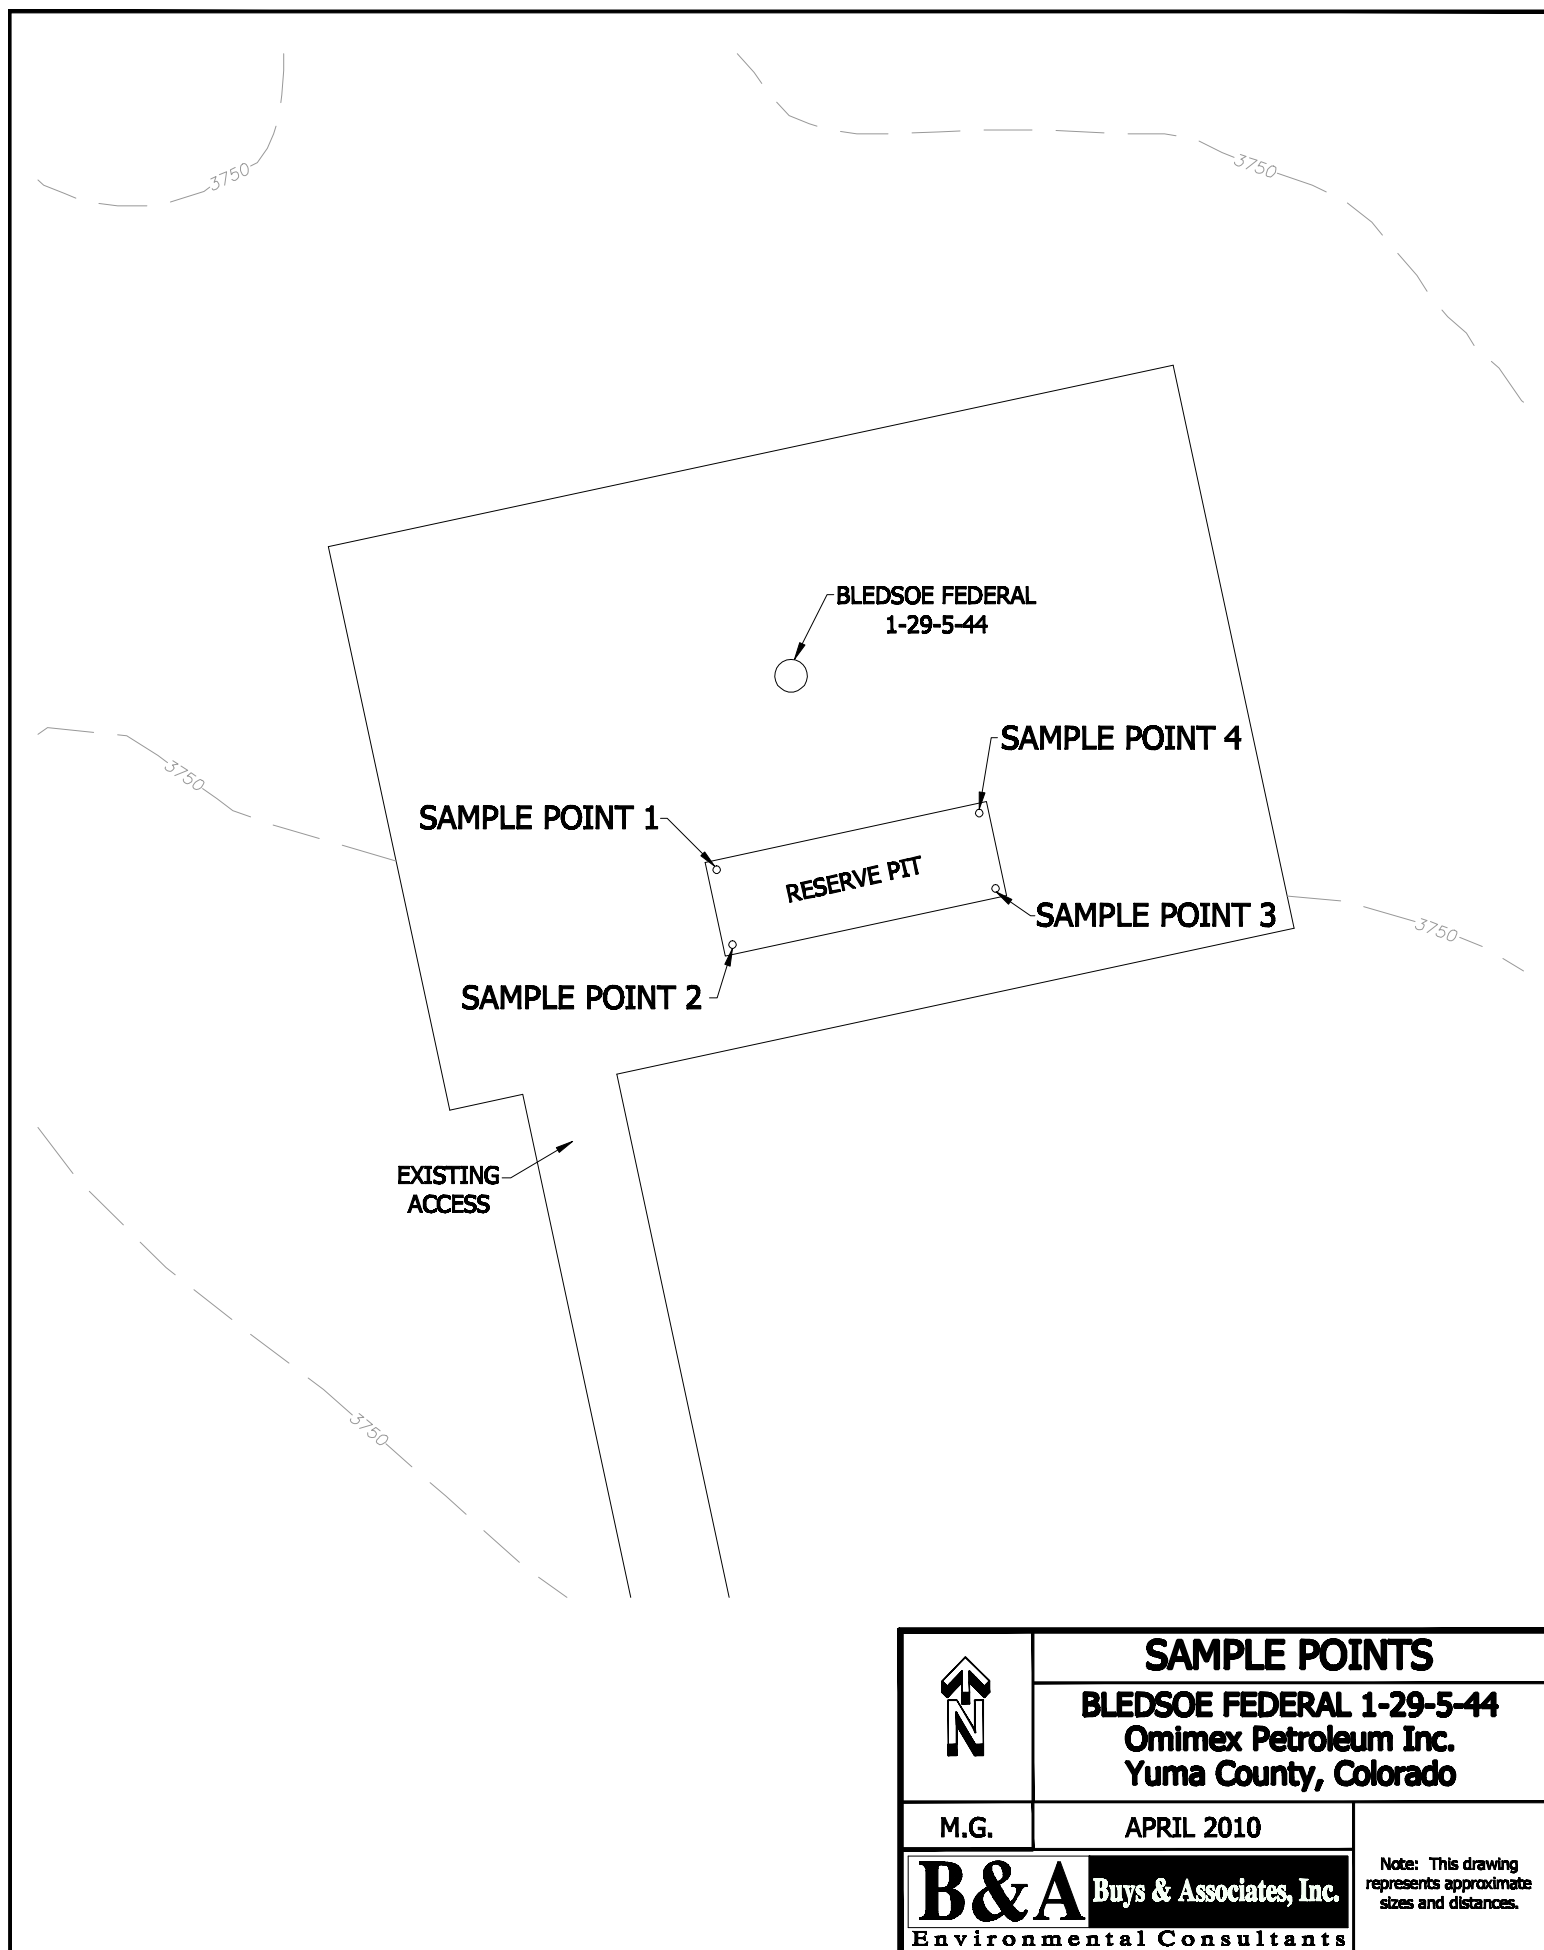 3750
3750
BLEDSOE FEDERAL
1-29-5-44
SAMPLE POINT 4
3750
SAMPLE POINT 1
RESERVE PIT
SAMPLE POINT 3
3750
SAMPLE POINT 2
EXISTING
ACCESS
3750
SAMPLE POINTS
BLEDSOE FEDERAL 1-29-5-44
Omimex Petroleum Inc.
Yuma County, Colorado
N
M.G.
APRIL 2010
Note: This drawing
represents approximate
sizes and distances.
B&A Buys & Associates, Inc.
Environmental Consultants